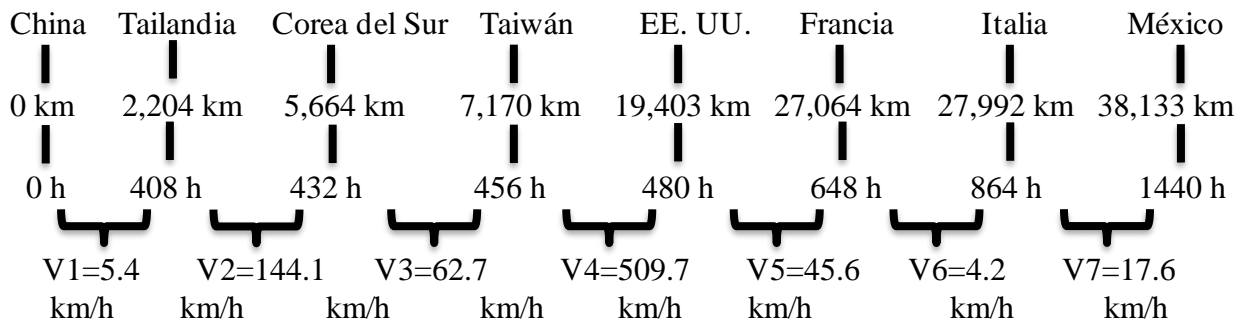 China Tailandia Corea del Sur Taiwán EE. UU. Francia Italia México
0 km 2,204 km 5,664 km 7,170 km 19,403 km 27,064 km 27,992 km 38,133 km
0 h 408 h 432 h 456 h 480 h 648 h 864 h 1440 h
V1=5.4 V2=144.1 V3=62.7 V4=509.7 V5=45.6 V6=4.2 V7=17.6
km/h km/h km/h km/h km/h km/h km/h